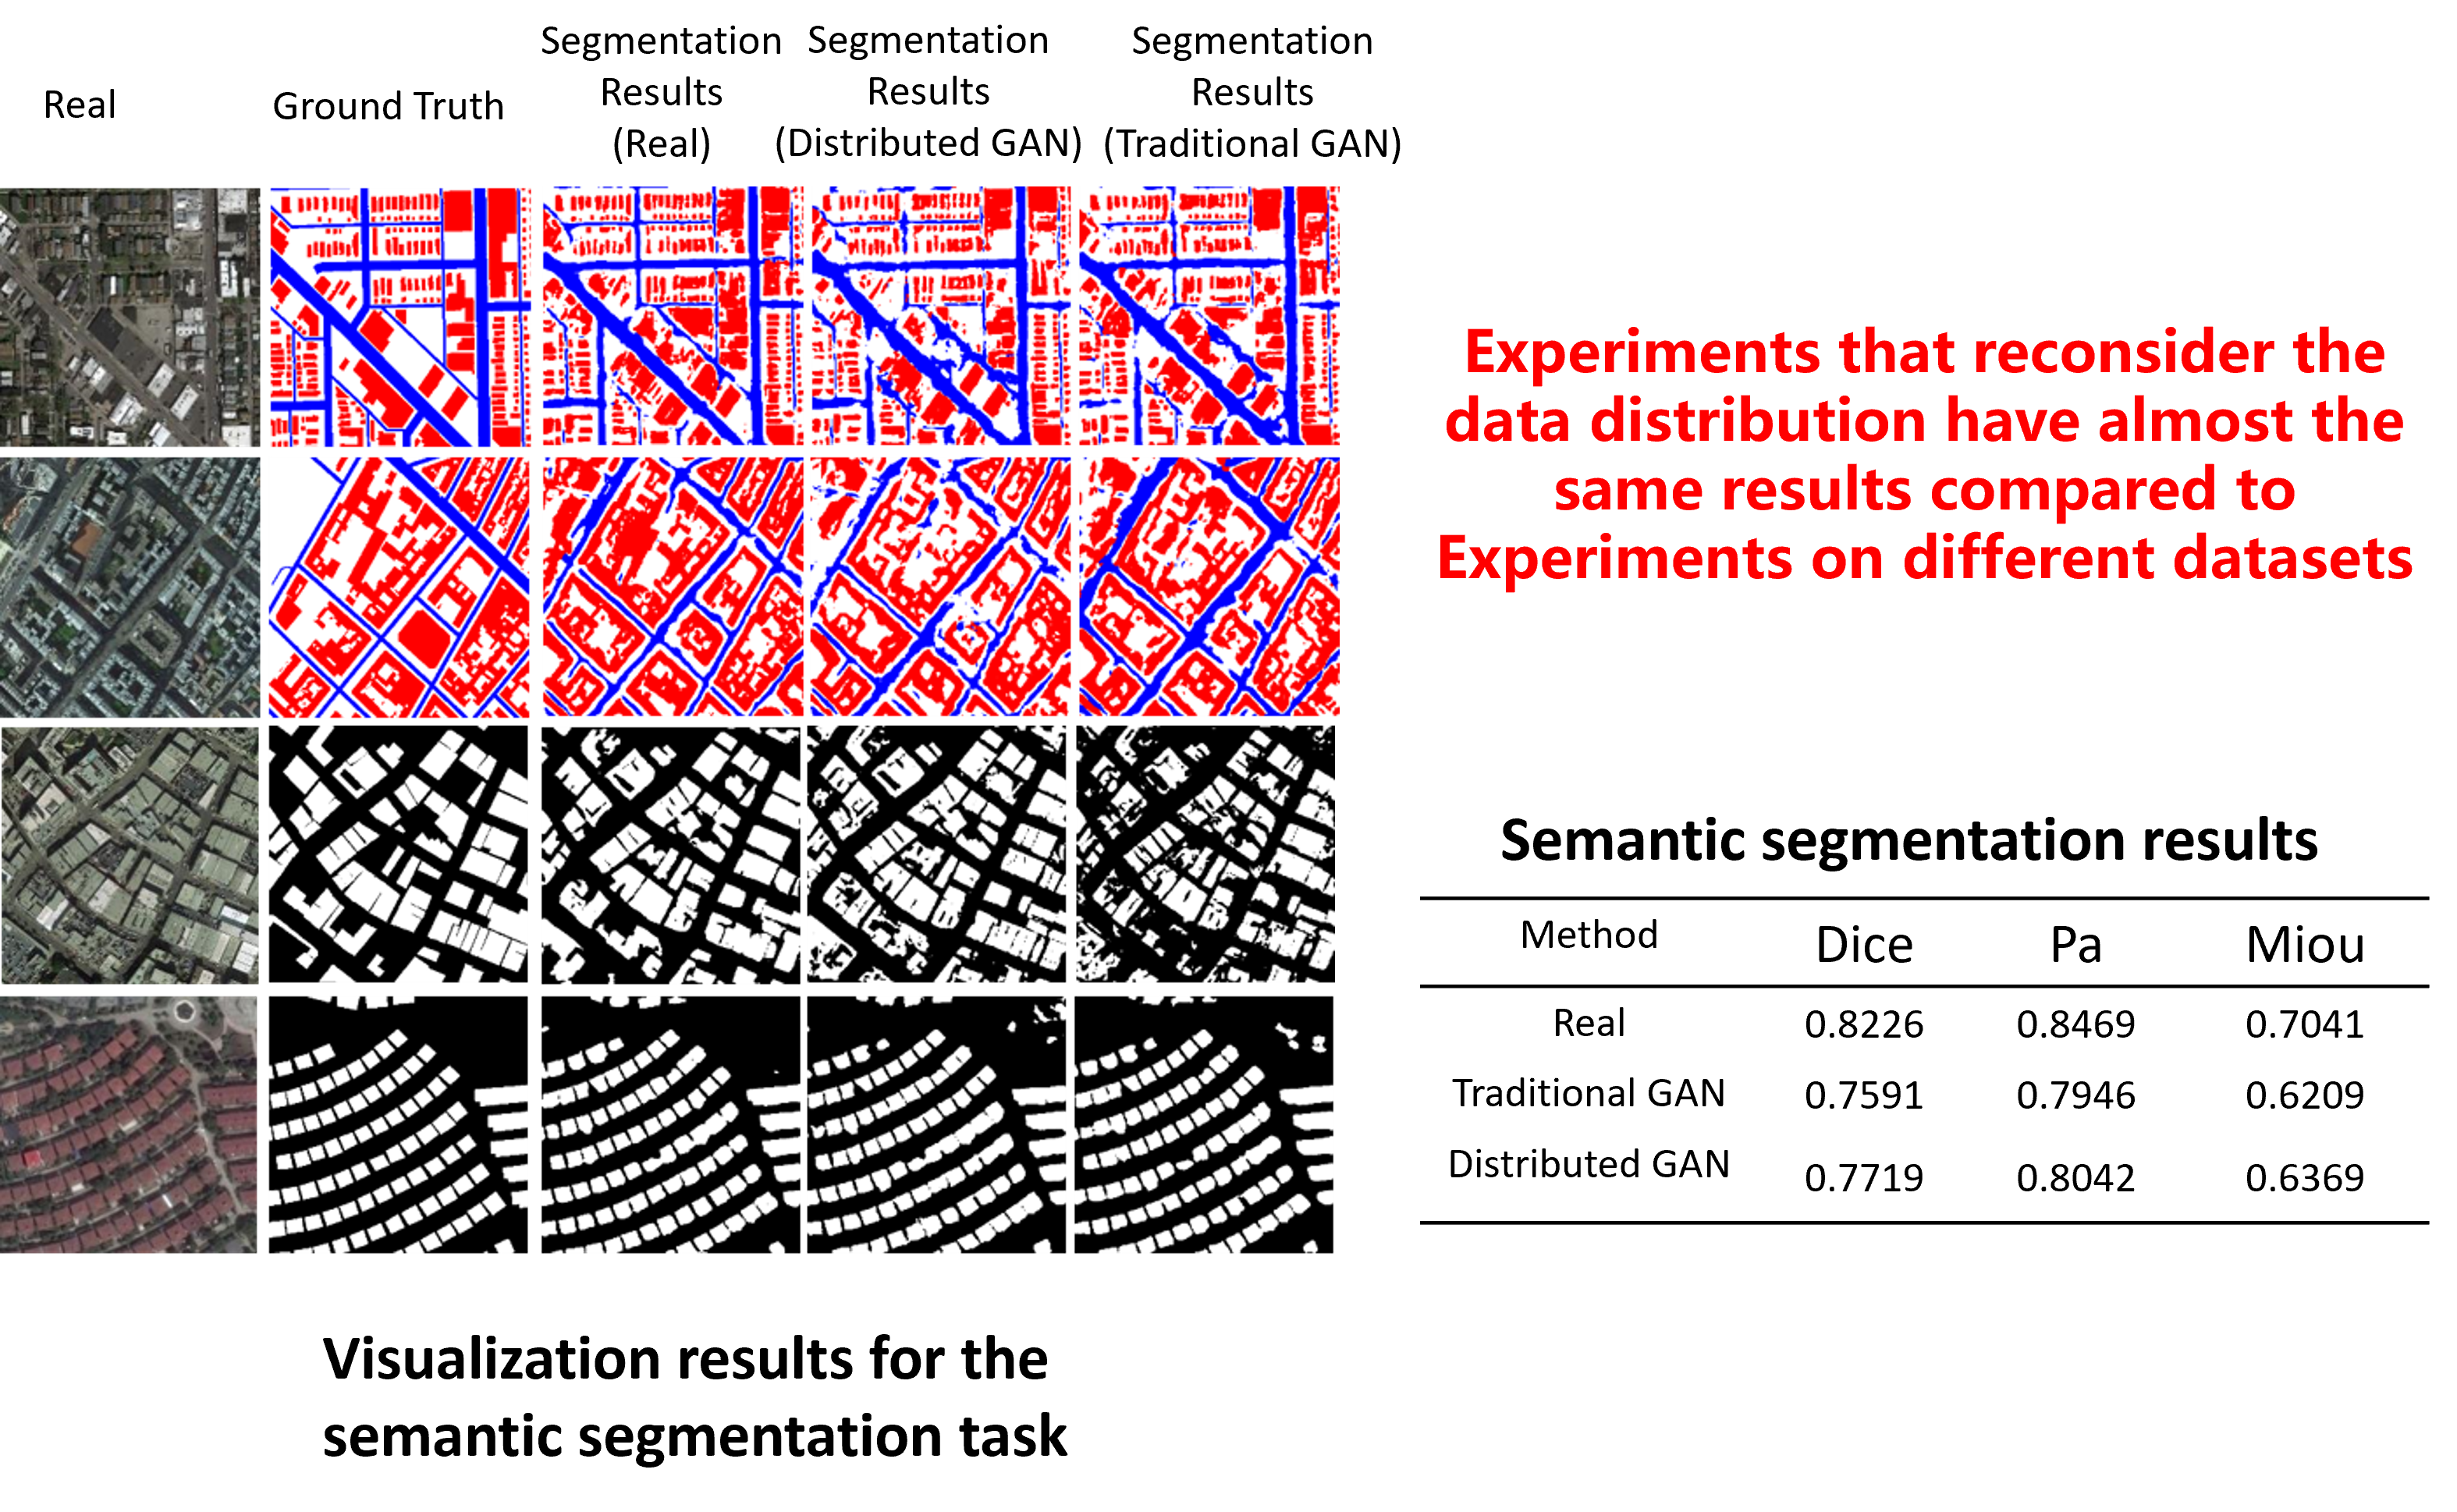 Real
Ground Truth
Segmentation
Results
(Real)
Segmentation
Results
(Distributed GAN)
Segmentation
Results
(Traditional GAN)
Experiments that reconsider the
data distribution have almost the
same results compared to
Experiments on different datasets
Semantic segmentation results
Method Dice Pa Miou
Real 0.8226 0.8469 0.7041
Traditional GAN 0.7591 0.7946 0.6209
Distributed GAN 0.7719 0.8042 0.6369
Visualization results for the
semantic segmentation task